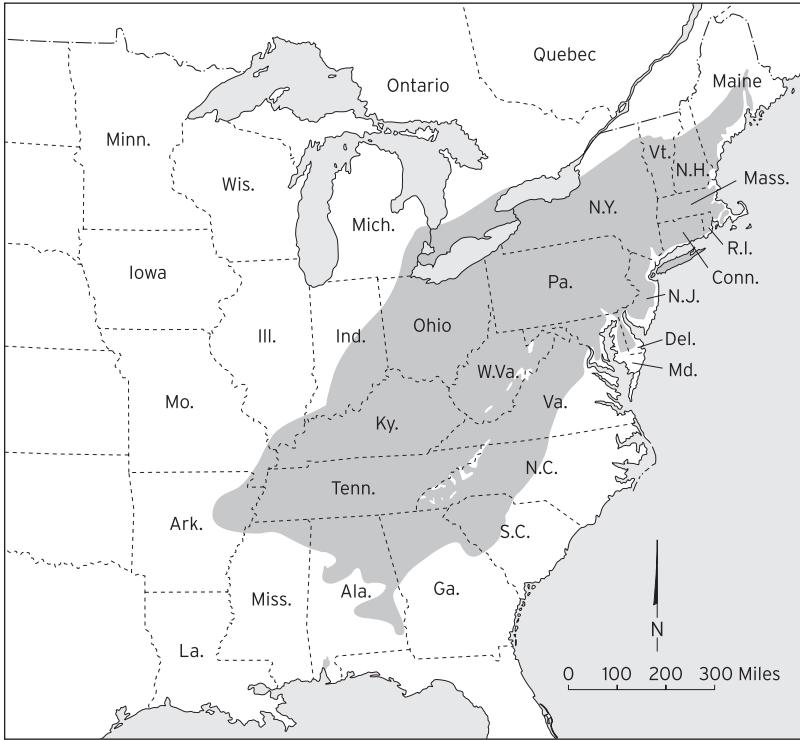 Quebec
Ontario
Maine
Minn.
Vt.
N.H.
Mass.
Wis.
N.Y.
Mich.
R.I.
Iowa
Conn.
Pa.
N.J.
Ill.
Ind.
Ohio
Del.
W.Va.
Md.
Mo.
Va.
Ky.
N.C.
Tenn.
Ark.
S.C.
Miss.
Ala.
Ga.
N
La.
0 100 200 300 Miles